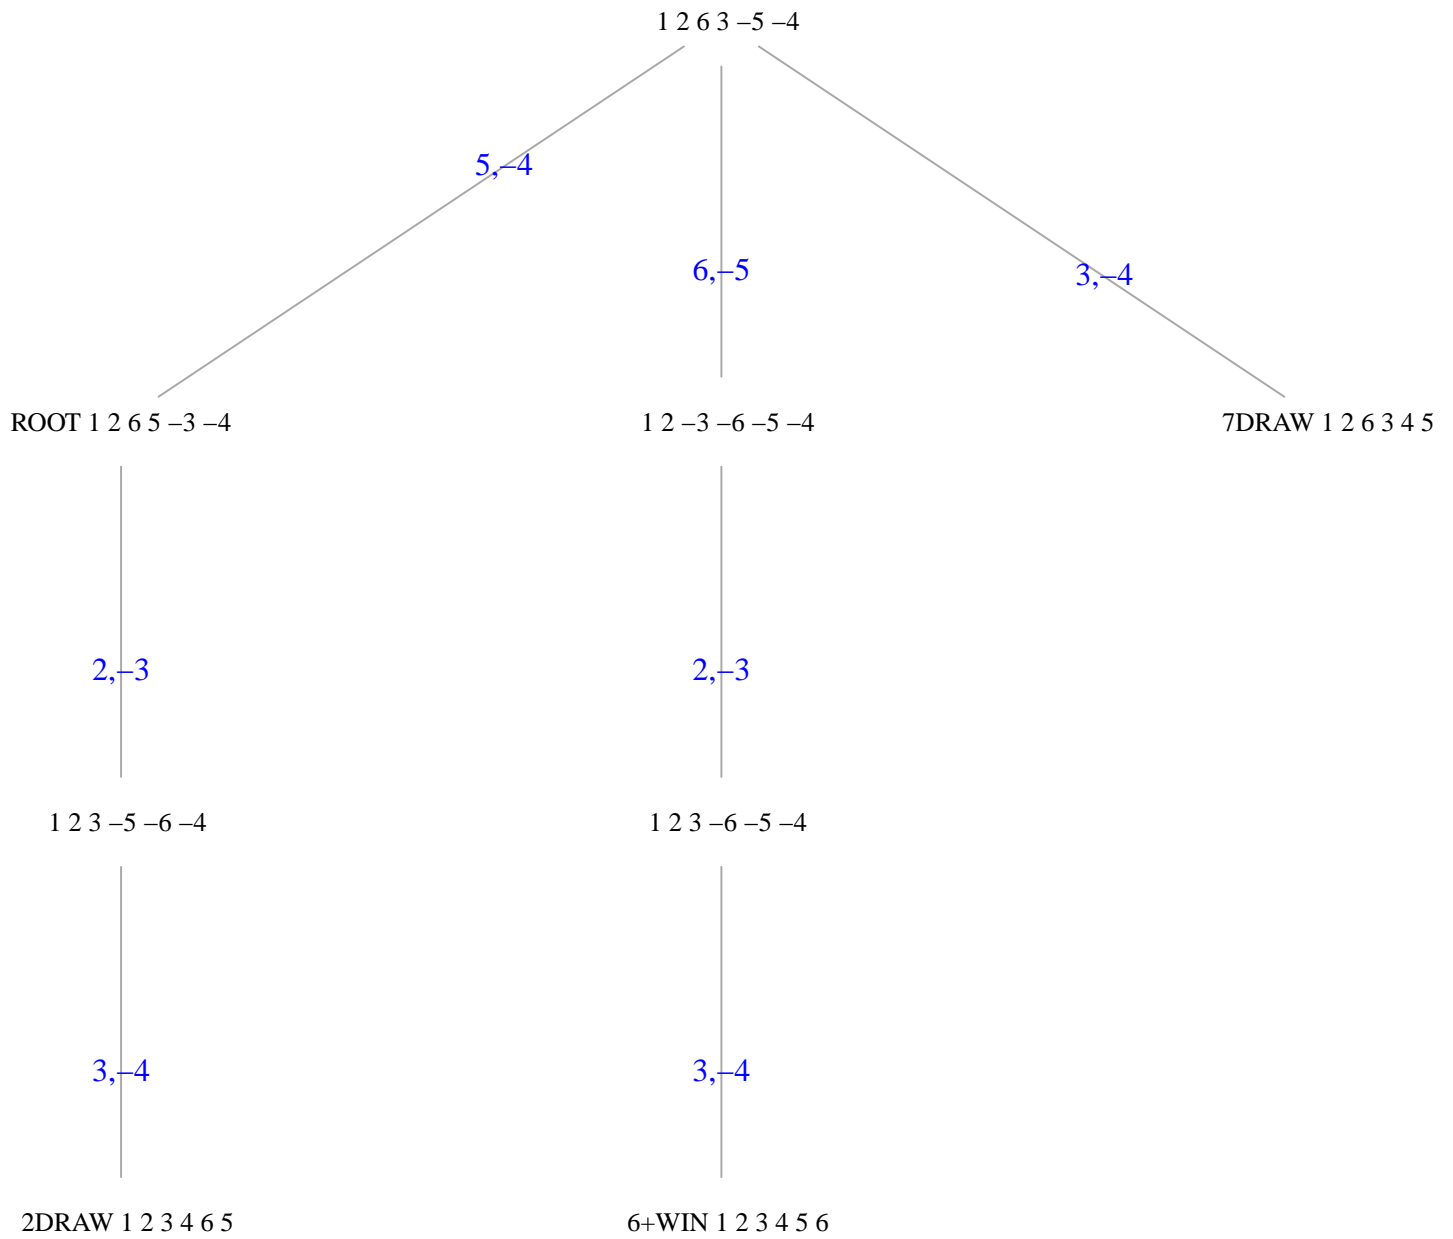 1 2 6 3 –5 –4
5,–4
6,–5
3,–4
ROOT 1 2 6 5 –3 –4
1 2 –3 –6 –5 –4
7DRAW 1 2 6 3 4 5
2,–3
2,–3
1 2 3 –5 –6 –4
1 2 3 –6 –5 –4
3,–4
3,–4
2DRAW 1 2 3 4 6 5
6+WIN 1 2 3 4 5 6